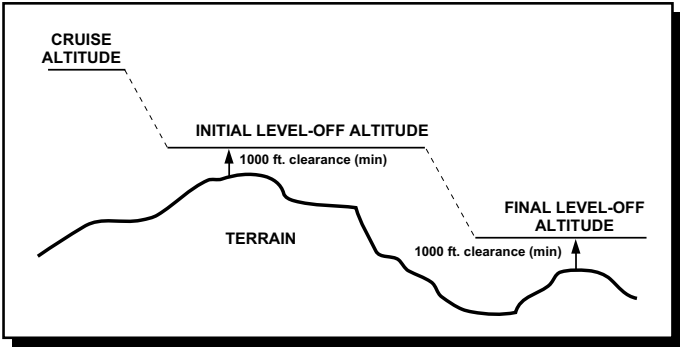 CRUISE
ALTITUDE
INITIAL LEVEL-OFF ALTITUDE
1000 ft. clearance (min)
TERRAIN
FINAL LEVEL-OFF
ALTITUDE
1000 ft. clearance (min)